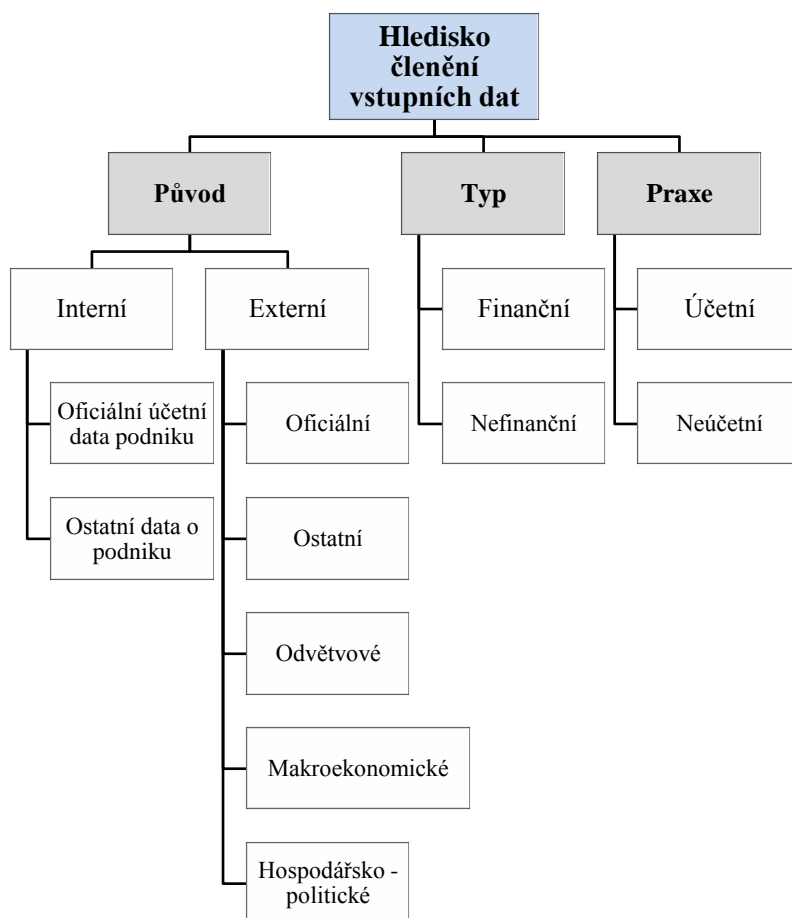 Hledisko
členění
vstupních dat
Původ
Typ
Praxe
Interní
Externí
Finanční
Účetní
Oficiální účetní
data podniku
Oficiální
Nefinanční
Neúčetní
Ostatní data o
podniku
Ostatní
Odvětvové
Makroekonomické
Hospodářsko -
politické